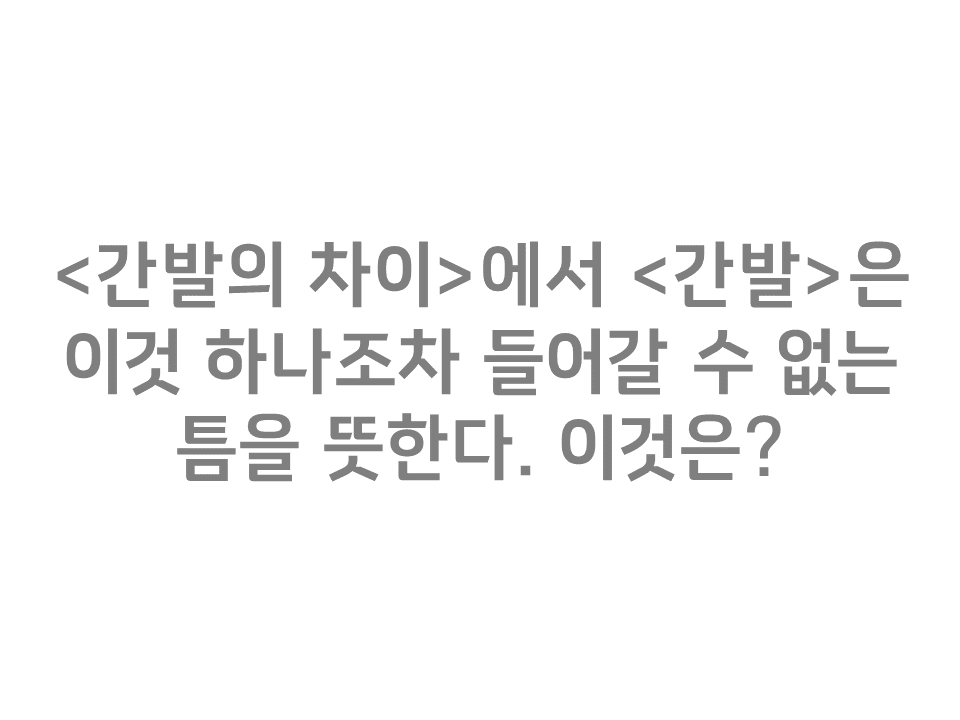 <간발의 차이>에서 <간발>은
이것 하나조차 들어갈 수 없는
틈을 뜻한다. 이것은?